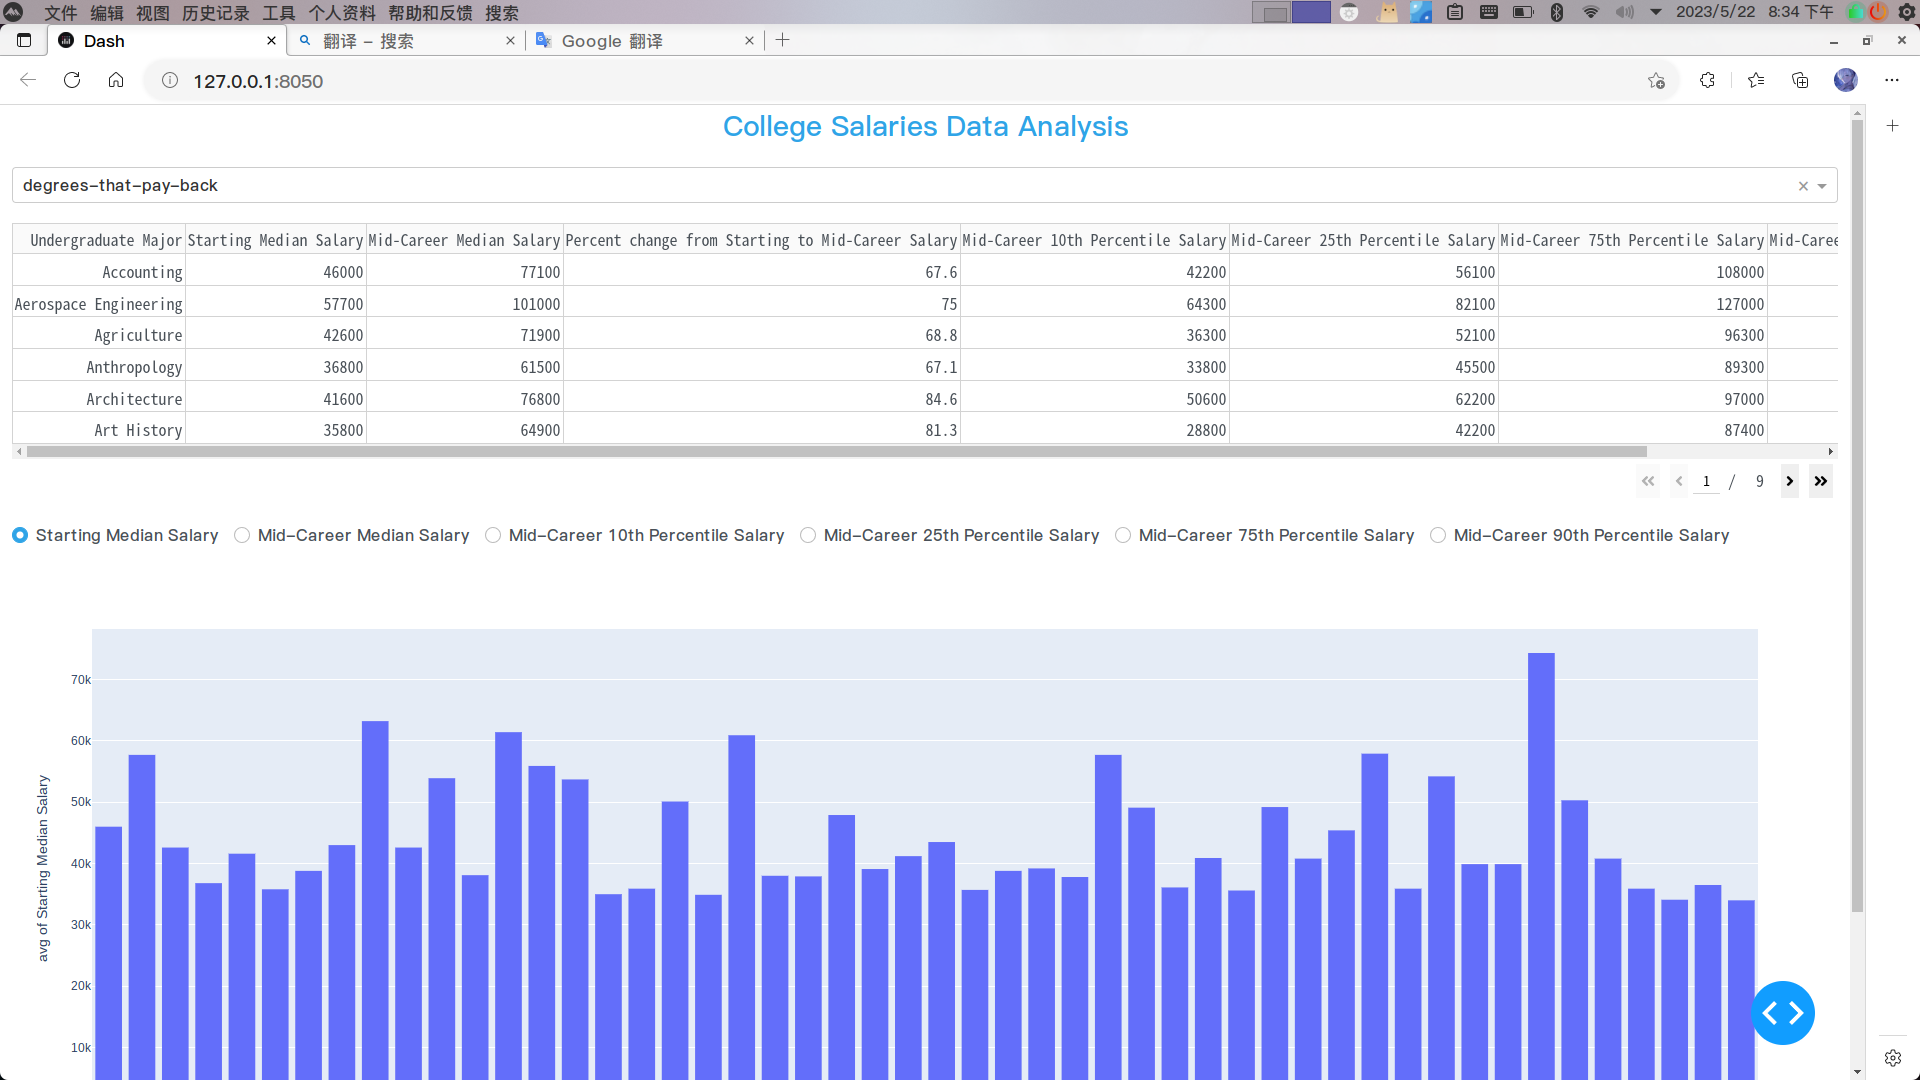 文件 编辑 视图 历史记录 工具 个人资料 帮助和反馈 搜索 2023/5/22 8:34 下午
Dash 翻译 - 搜索 Google 翻译
127.0.0.1:8050
College Salaries Data Analysis
degrees-that-pay-back
Undergraduate Major Starting Median Salary Mid-Career Median Salary Percent change from Starting to Mid-Career Salary Mid-Career 10th Percentile Salary Mid-Career 25th Percentile Salary Mid-Career 75th Percentile Salary Mid-Caree
Accounting 46000 77100 67.6 42200 56100 108000
Aerospace Engineering 57700 101000 75 64300 82100 127000
Agriculture 42600 71900 68.8 36300 52100 96300
Anthropology 36800 61500 67.1 33800 45500 89300
Architecture 41600 76800 84.6 50600 62200 97000
Art History 35800 64900 81.3 28800 42200 87400
1 / 9
Starting Median Salary Mid-Career Median Salary Mid-Career 10th Percentile Salary Mid-Career 25th Percentile Salary Mid-Career 75th Percentile Salary Mid-Career 90th Percentile Salary
avg of Starting Median Salary
70k
60k
50k
40k
30k
20k
10k